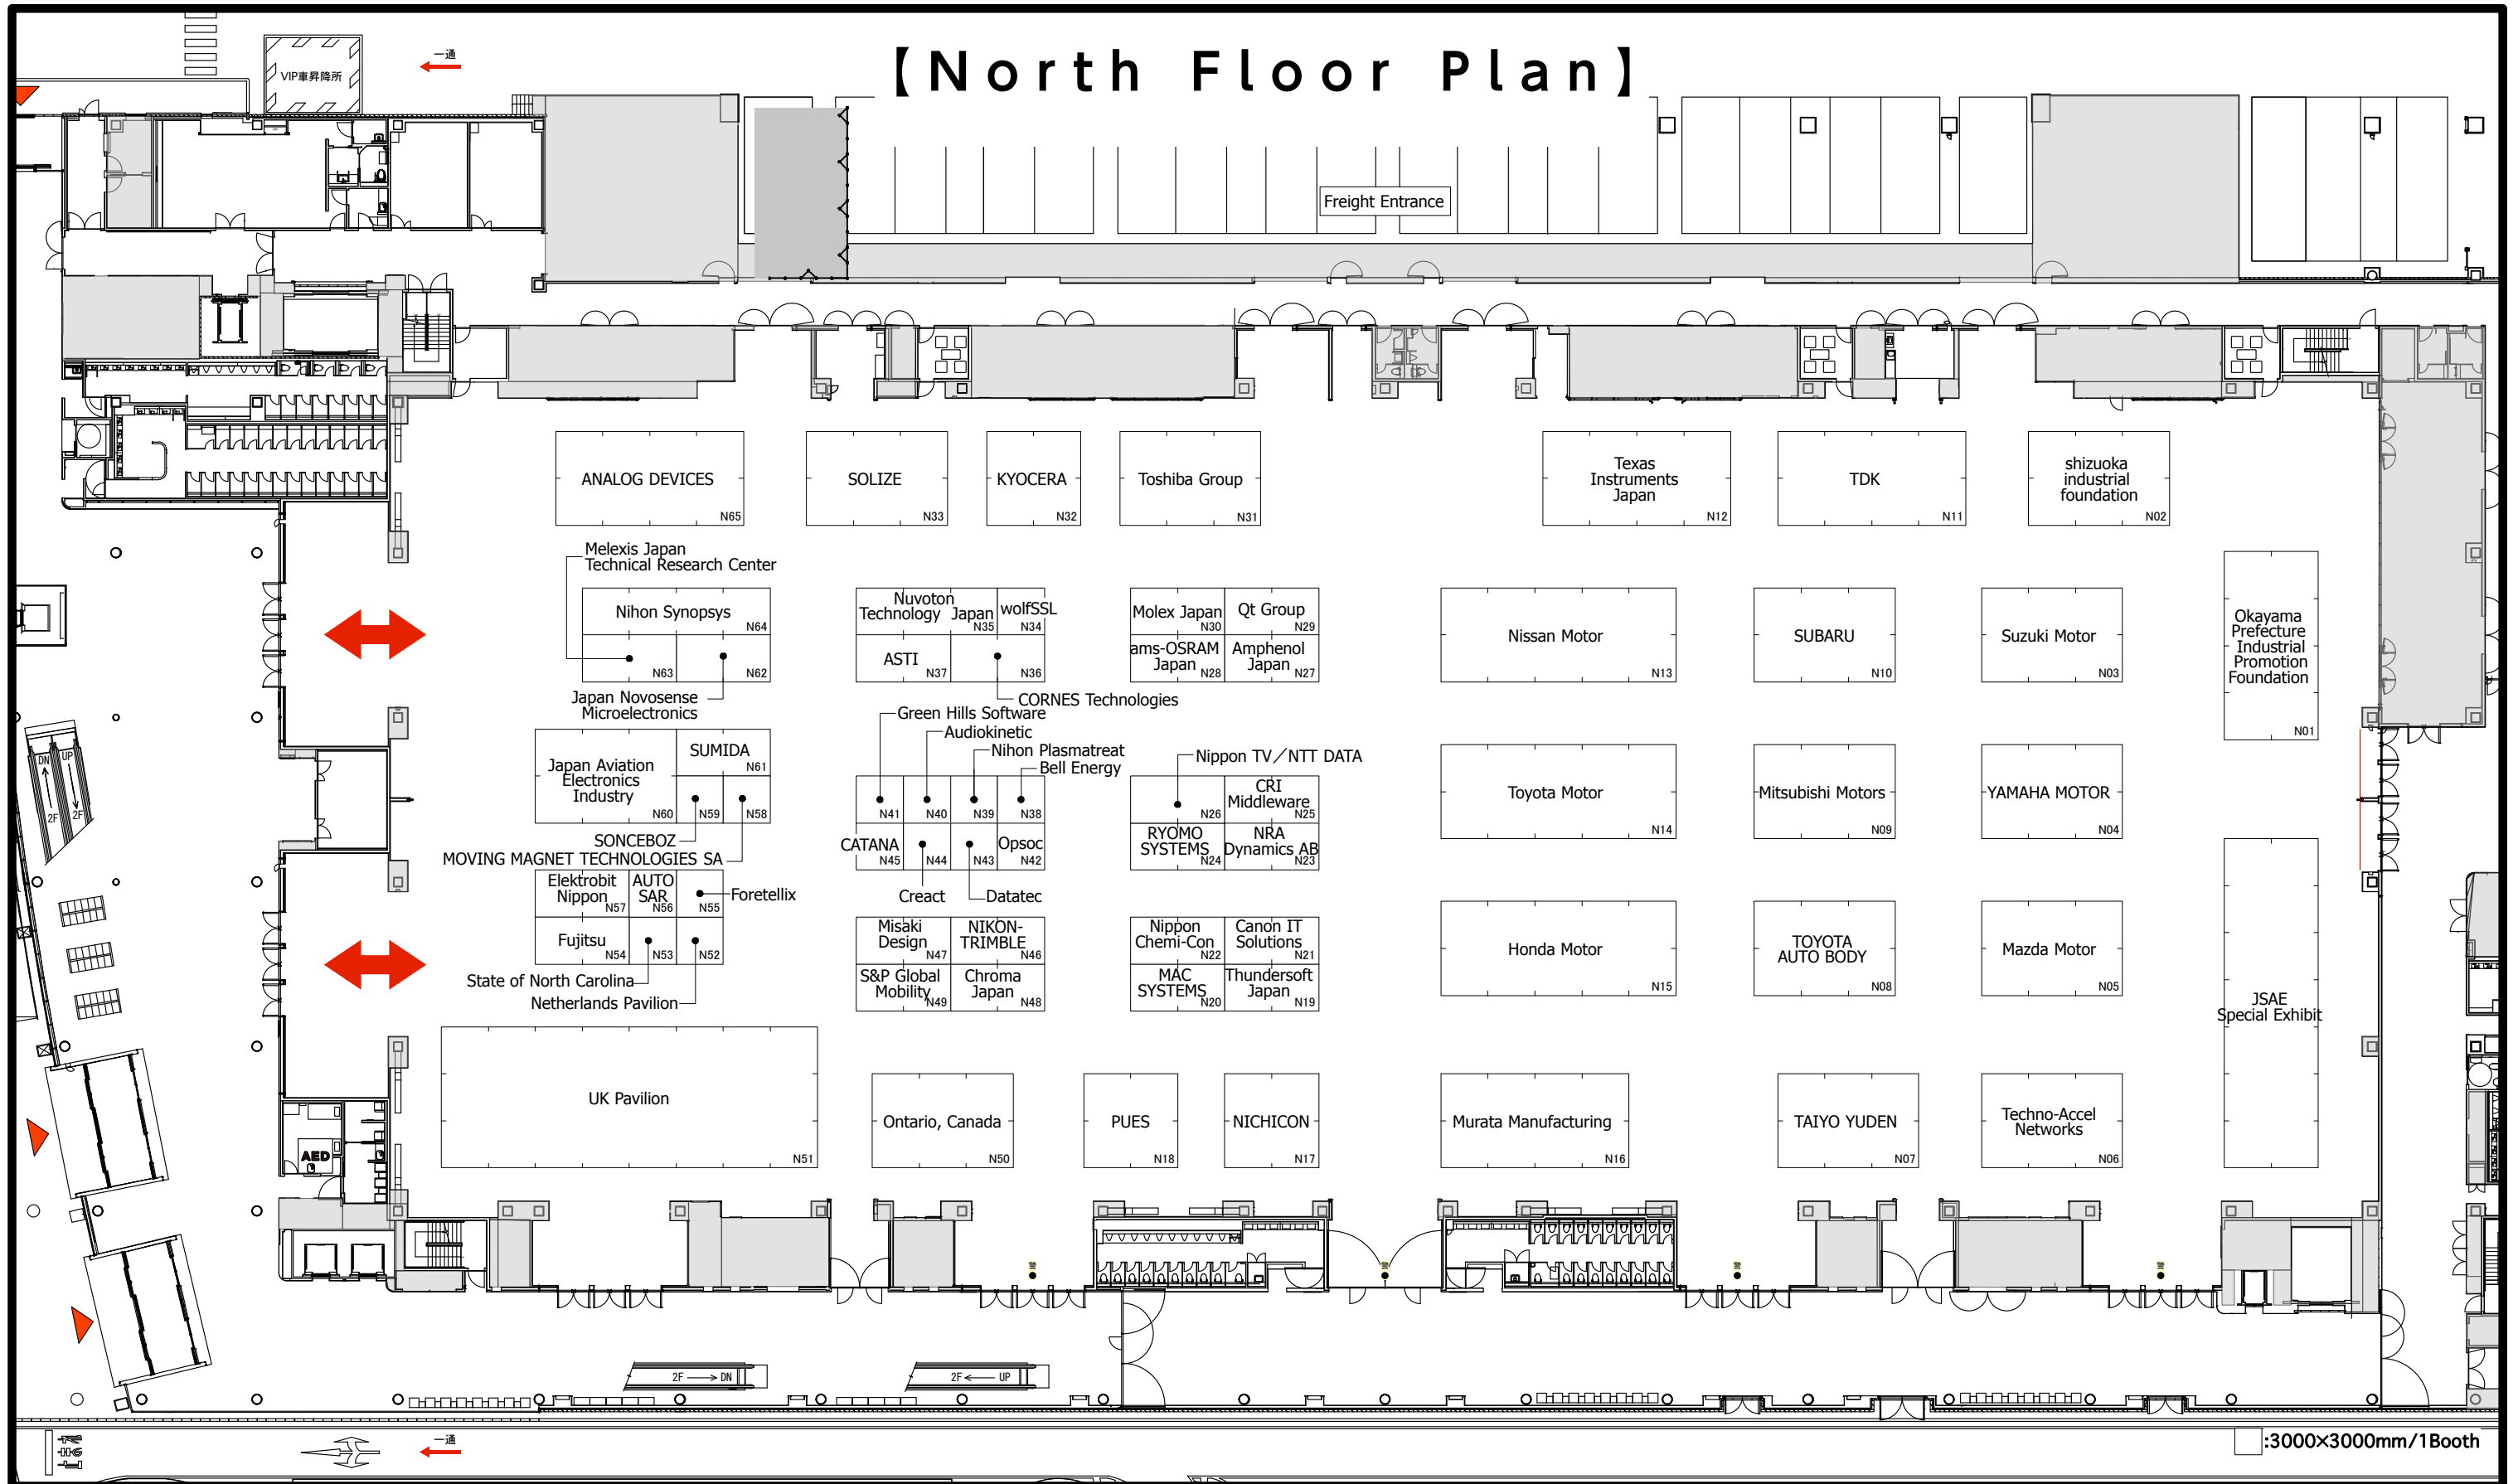 【North Floor Plan】
一通
VIP車昇降所
Freight Entrance
ANALOG DEVICES
N65
SOLIZE
N33
KYOCERA
N32
Toshiba Group
N31
Texas
Instruments
Japan
N12
TDK
N11
shizuoka
industrial
foundation
N02
Melexis Japan
Technical Research Center
Nihon Synopsys
N64
N63
N62
Japan Novosense
Microelectronics
Nuvoton
Technology Japan
N35
wolfSSL
N34
ASTI
N37
N36
CORNES Technologies
Molex Japan
N30
Qt Group
N29
ams-OSRAM
Japan
N28
Amphenol
Japan
N27
Nissan Motor
N13
SUBARU
N10
Suzuki Motor
N03
Okayama
Prefecture
Industrial
Promotion
Foundation
N01
Green Hills Software
Audiokinetic
Nihon Plasmatreat
Bell Energy
Nippon TV／NTT DATA
Japan Aviation
Electronics
Industry
N60
SUMIDA
N61
N59
N58
SONCEBOZ
MOVING MAGNET TECHNOLOGIES SA
N41
N40
N39
N38
CATANA
N45
N44
N43
Opsoc
N42
Creact
Datatec
N26
CRI
Middleware
N25
RYOMO
SYSTEMS
N24
NRA
Dynamics AB
N23
Toyota Motor
N14
Mitsubishi Motors
N09
YAMAHA MOTOR
N04
Elektrobit
Nippon
N57
AUTO
SAR
N56
N55
Foretellix
Fujitsu
N54
N53
N52
State of North Carolina
Netherlands Pavilion
Misaki
Design
N47
NIKON-
TRIMBLE
N46
S&P Global
Mobility
N49
Chroma
Japan
N48
Nippon
Chemi-Con
N22
Canon IT
Solutions
N21
MAC
SYSTEMS
N20
Thundersoft
Japan
N19
Honda Motor
N15
TOYOTA
AUTO BODY
N08
Mazda Motor
N05
JSAE
Special Exhibit
UK Pavilion
N51
Ontario, Canada
N50
PUES
N18
NICHICON
N17
Murata Manufacturing
N16
TAIYO YUDEN
N07
Techno-Accel
Networks
N06
DN
UP
2F
2F
AED
2F DN
2F UP
一通
:3000×3000mm/1Booth